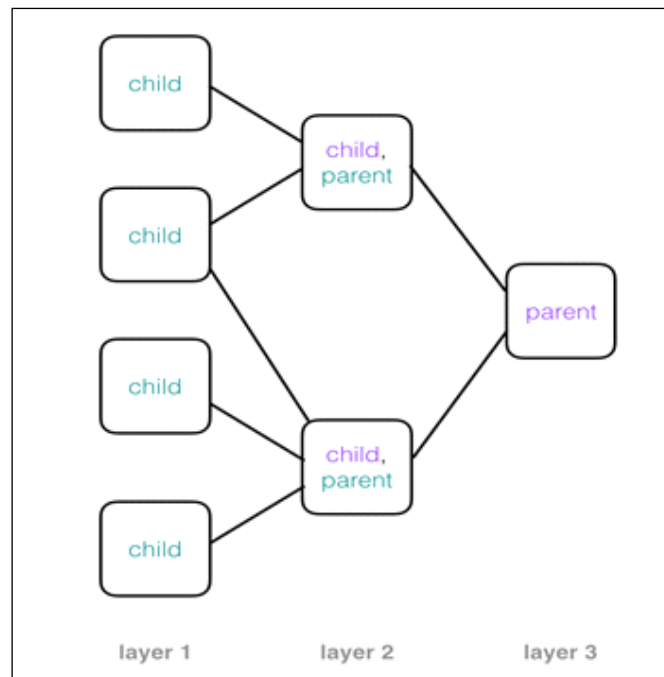 child
child,
parent
child
parent
child
child,
parent
child
layer 1
layer 2
layer 3